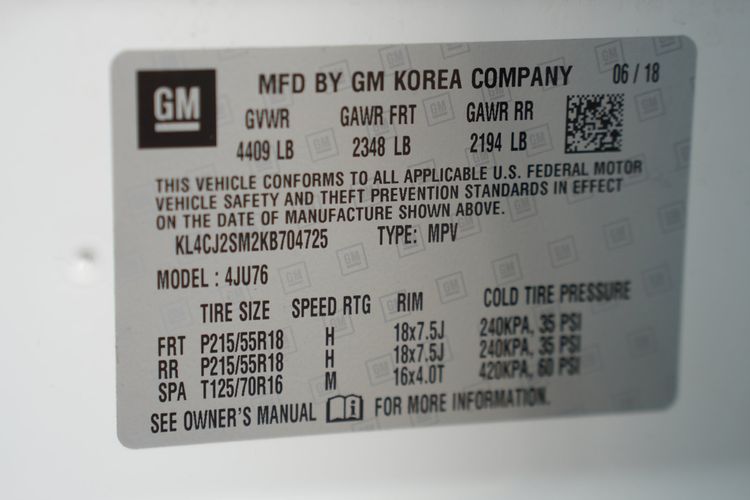 GM
MFD BY GM KOREA COMPANY 06 / 18
GVWR GAWR FRT GAWR RR
4409 LB 2348 LB 2194 LB
THIS VEHICLE CONFORMS TO ALL APPLICABLE U.S. FEDERAL MOTOR
VEHICLE SAFETY AND THEFT PREVENTION STANDARDS IN EFFECT
ON THE DATE OF MANUFACTURE SHOWN ABOVE.
KL4CJ2SM2KB704725 TYPE: MPV
MODEL : 4JU76
TIRE SIZE SPEED RTG RIM COLD TIRE PRESSURE
FRT P215/55R18 H 18x7.5J 240KPA, 35 PSI
RR P215/55R18 H 18x7.5J 240KPA, 35 PSI
SPA T125/70R16 M 16x4.0T 420KPA, 60 PSI
SEE OWNER'S MANUAL FOR MORE INFORMATION.